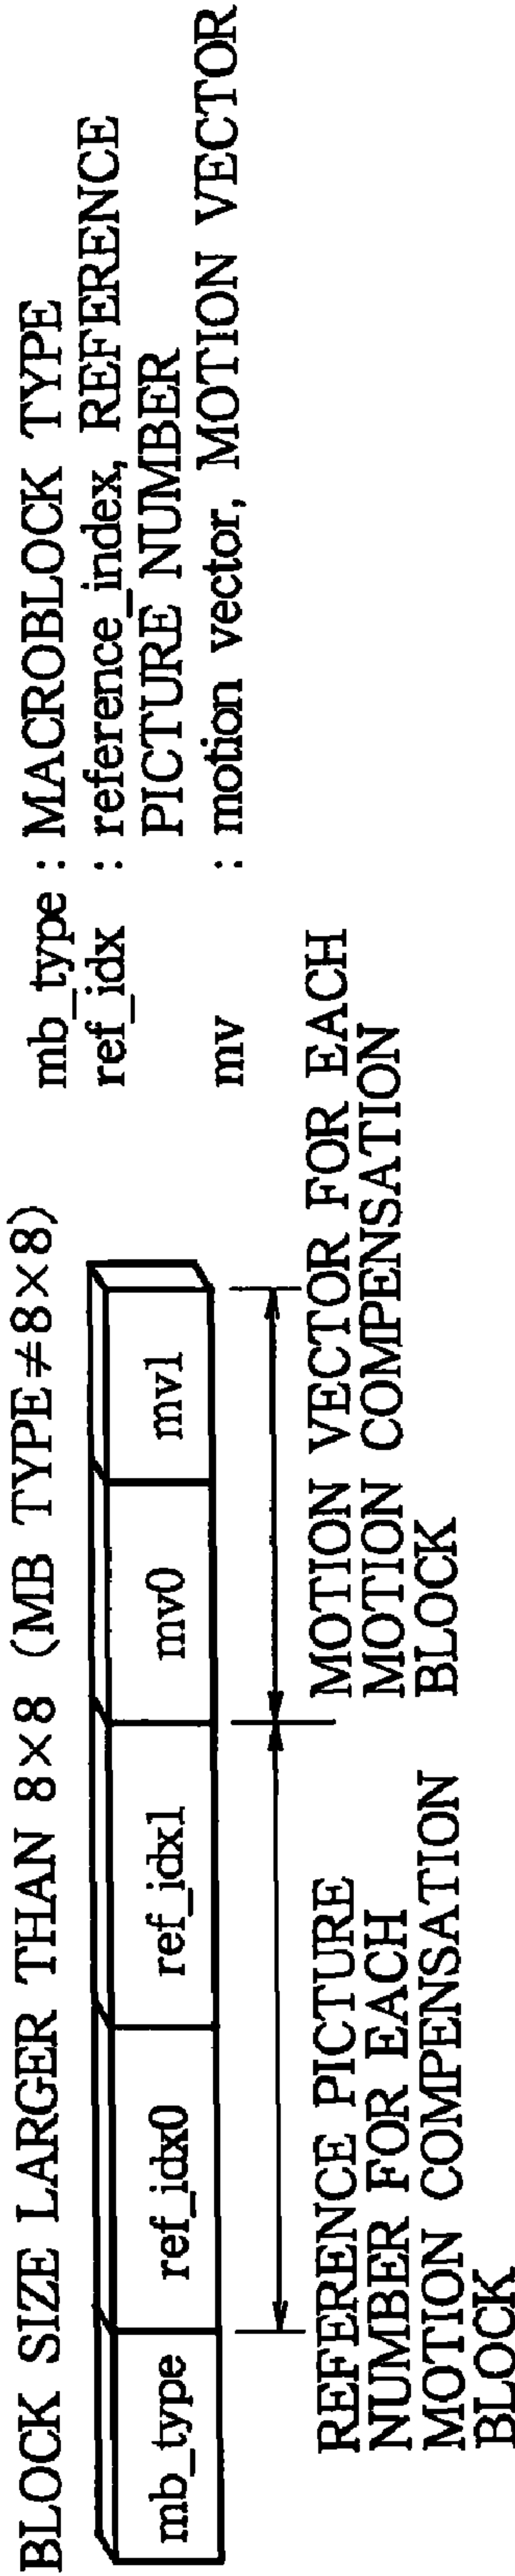 BLOCK SIZE LARGER THAN 8×8 (MB TYPE≠8×8)
mb_type : MACROBLOCK TYPE
ref_idx : reference_index, REFERENCE
PICTURE NUMBER
mv : motion vector, MOTION VECTOR
mb_type ref_idx0 ref_idx1 mv0 mv1
REFERENCE PICTURE
NUMBER FOR EACH
MOTION COMPENSATION
BLOCK
MOTION VECTOR FOR EACH
MOTION COMPENSATION
BLOCK